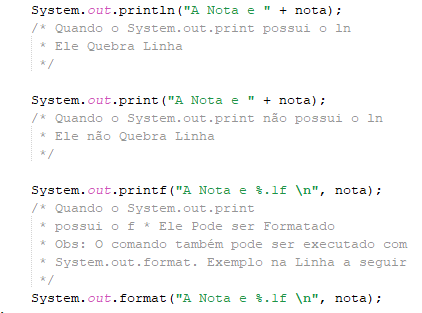 System.out.println("A Nota e " + nota);
/* Quando o System.out.print possui o ln
* Ele Quebra Linha
*/
System.out.print("A Nota e " + nota);
/* Quando o System.out.print não possui o ln
* Ele não Quebra Linha
*/
System.out.printf("A Nota e %.1f \n", nota);
/* Quando o System.out.print
* possui o f * Ele Pode ser Formatado
* Obs: O comando também pode ser executado com
* System.out.format. Exemplo na Linha a seguir
*/
System.out.format("A Nota e %.1f \n", nota);